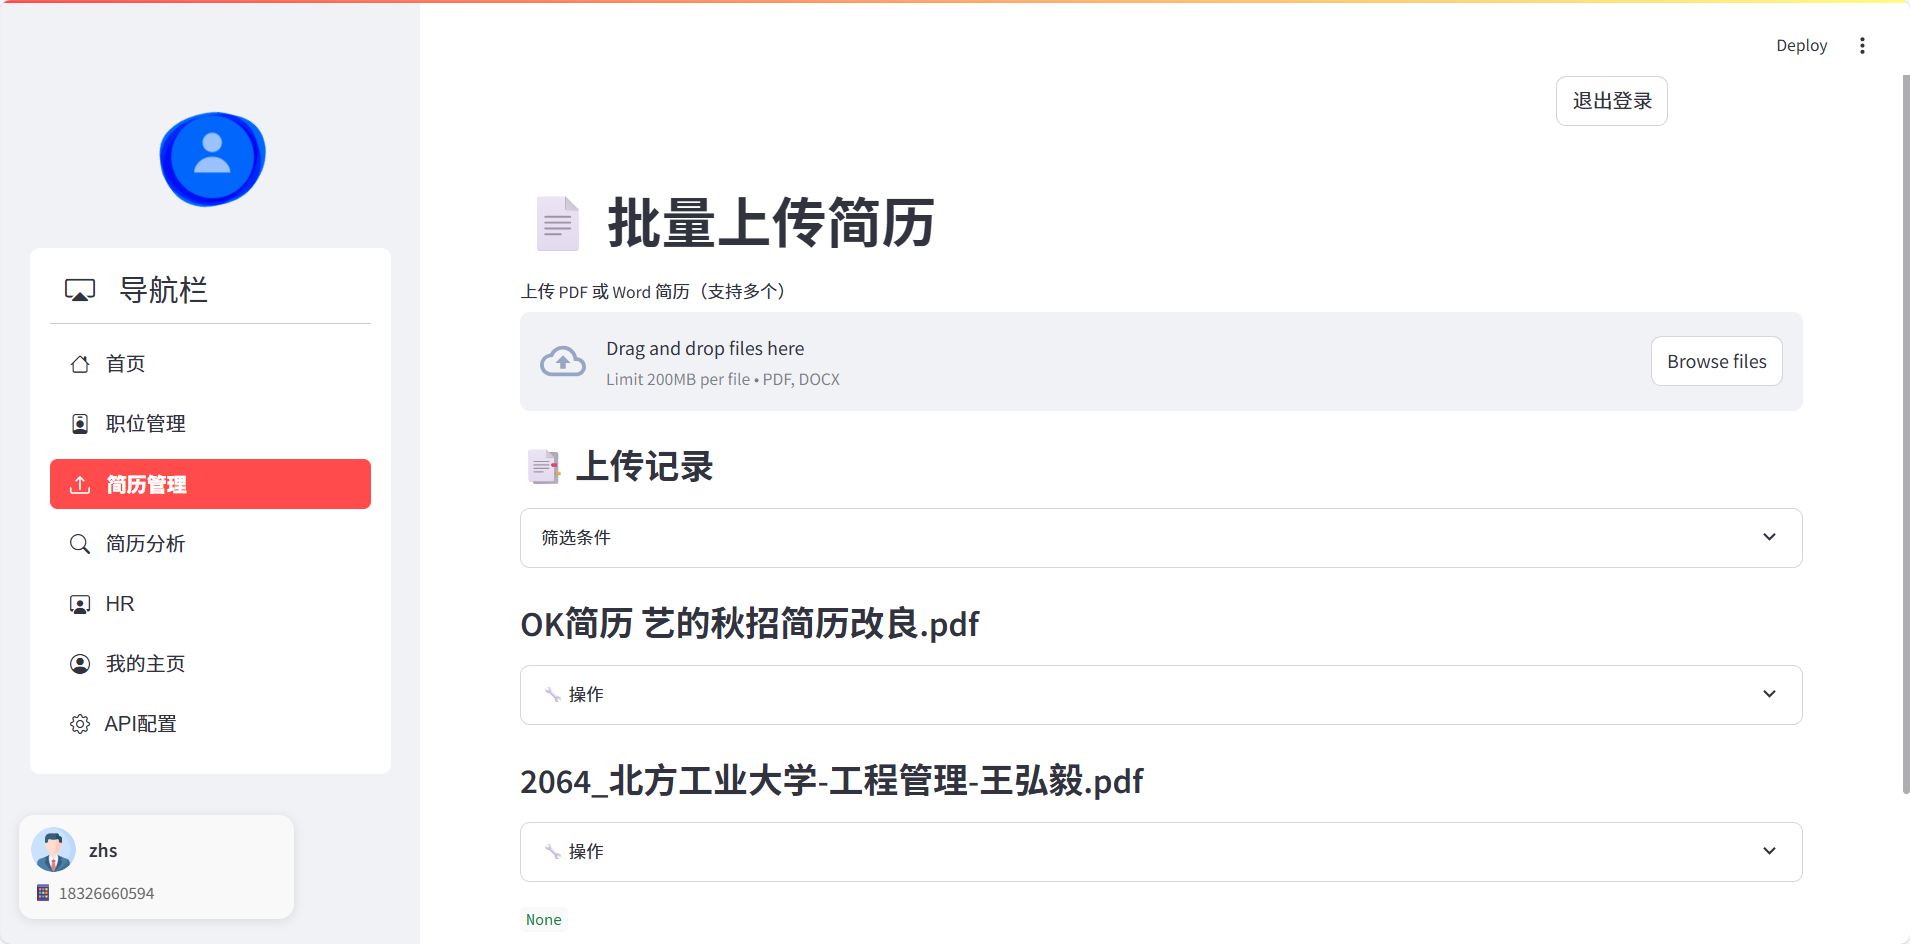 Deploy
退出登录
导航栏
首页
职位管理
简历管理
简历分析
HR
我的主页
API配置
zhs
18326660594
批量上传简历
上传 PDF 或 Word 简历（支持多个）
Drag and drop files here
Limit 200MB per file • PDF, DOCX
Browse files
上传记录
筛选条件
OK简历 艺的秋招简历改良.pdf
操作
2064_北方工业大学-工程管理-王弘毅.pdf
操作
None